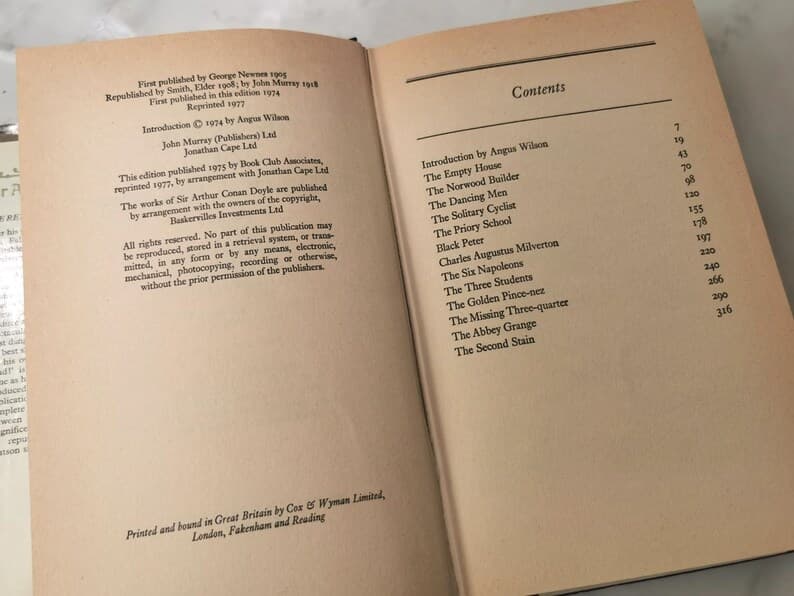 First published by George Newnes 1905
Republished by Smith, Elder 1908; by John Murray 1918
First published in this edition 1974
Reprinted 1977
Introduction © 1974 by Angus Wilson
John Murray (Publishers) Ltd
Jonathan Cape Ltd
This edition published 1975 by Book Club Associates,
reprinted 1977, by arrangement with Jonathan Cape Ltd
The works of Sir Arthur Conan Doyle are published
by arrangement with the owners of the copyright,
Baskervilles Investments Ltd
All rights reserved. No part of this publication may
be reproduced, stored in a retrieval system, or trans-
mitted, in any form or by any means, electronic,
mechanical, photocopying, recording or otherwise,
without the prior permission of the publishers.
Printed and bound in Great Britain by Cox & Wyman Limited,
London, Fakenham and Reading
Contents
Introduction by Angus Wilson 7
The Empty House 19
The Norwood Builder 43
The Dancing Men 70
The Solitary Cyclist 98
The Priory School 120
Black Peter 155
Charles Augustus Milverton 178
The Six Napoleons 197
The Three Students 220
The Golden Pince-nez 240
The Missing Three-quarter 266
The Abbey Grange 290
The Second Stain 316